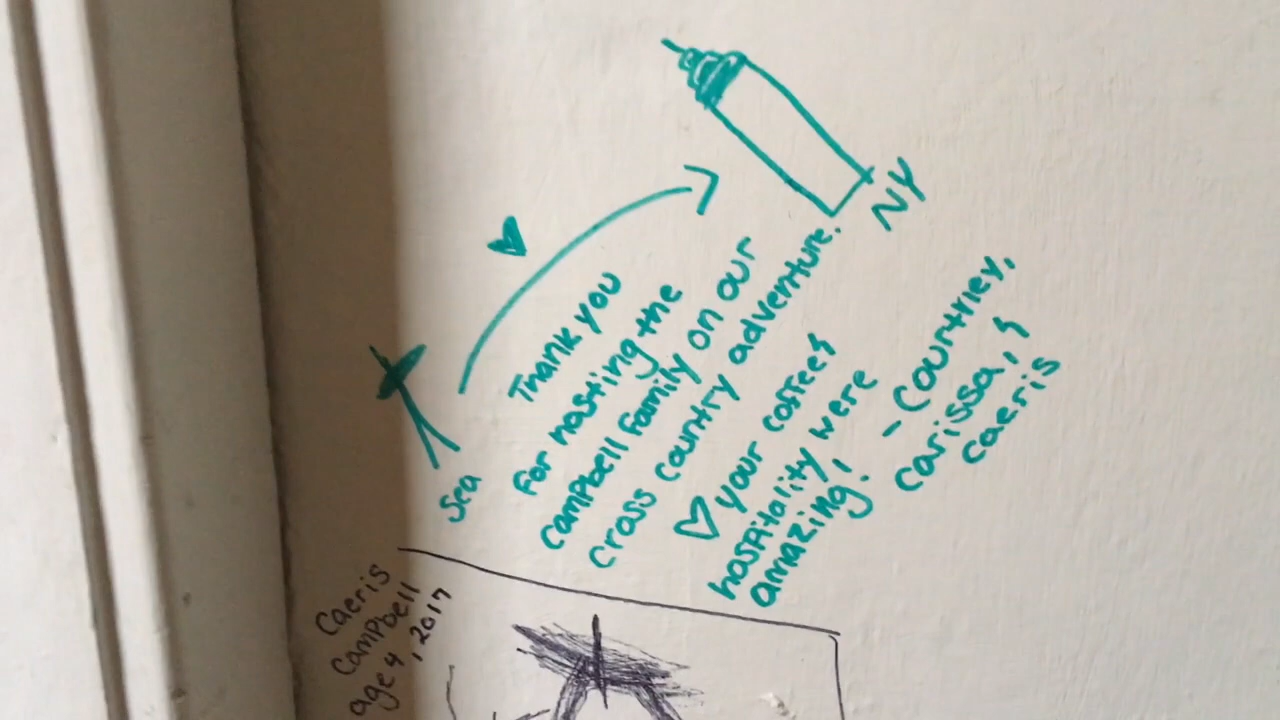 NY
Sea
Thank you
for hosting the
Campbell family on our
cross country adventure.
♡ your coffee &
hospitality were
amazing!
- Courtney,
Carissa, &
Caeris
Caeris
Campbell
age 4, 2017